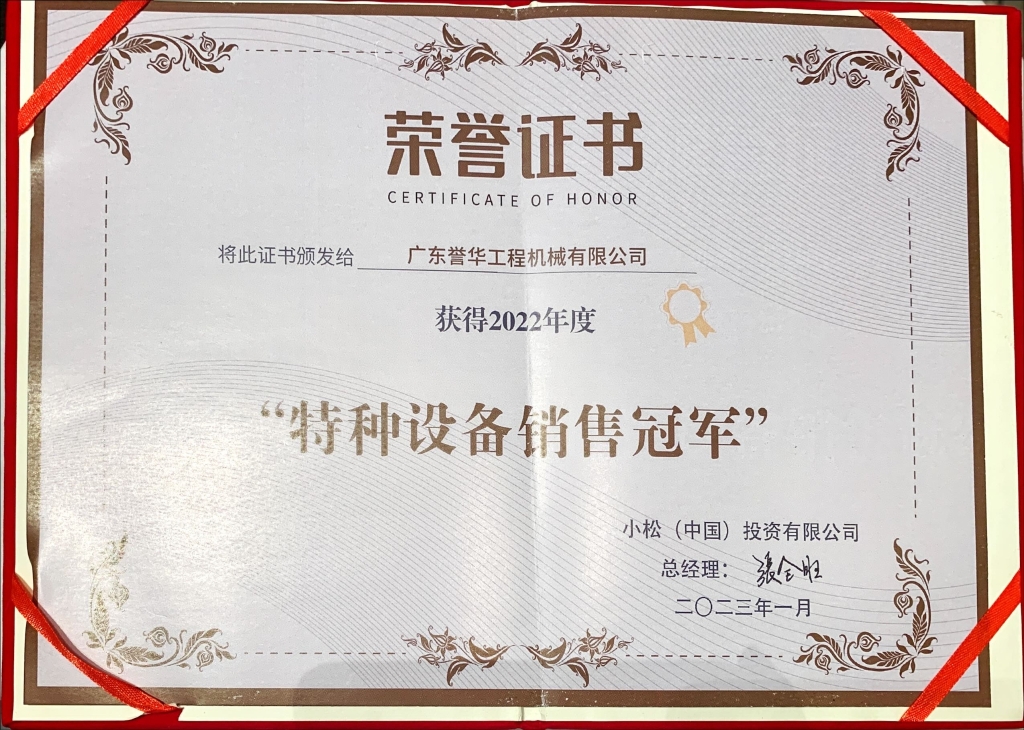 荣誉证书
CERTIFICATE OF HONOR
将此证书颁发给 广东誉华工程机械有限公司
获得2022年度
“特种设备销售冠军”
小松（中国）投资有限公司
总经理：張全旺
二〇二三年一月